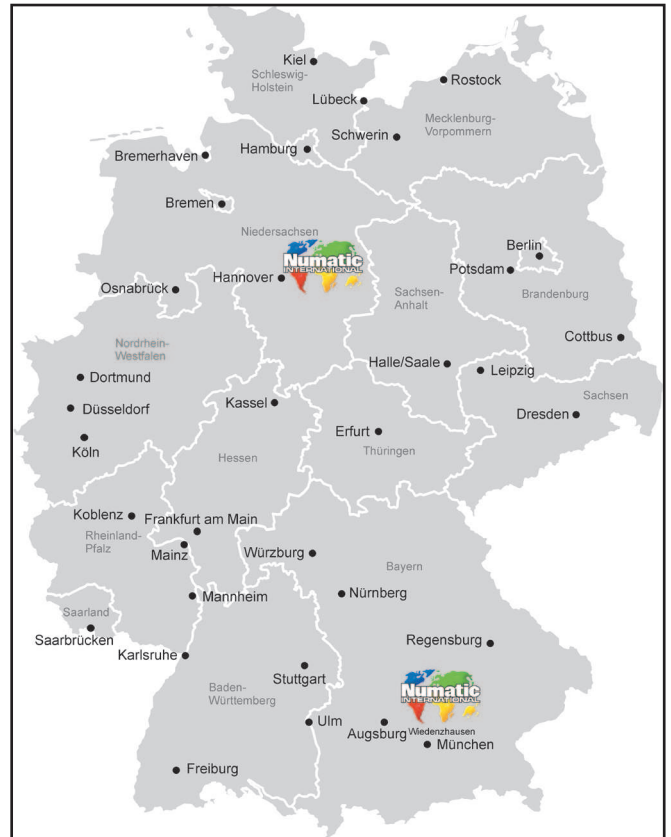 Kiel
Schleswig-
Holstein
Rostock
Lübeck
Mecklenburg-
Vorpommern
Schwerin
Hamburg
Bremerhaven
Bremen
Niedersachsen
Numatic
INTERNATIONAL
Berlin
Hannover
Potsdam
Osnabrück
Sachsen-
Anhalt
Brandenburg
Cottbus
Nordrhein-
Westfalen
Halle/Saale
Leipzig
Dortmund
Sachsen
Kassel
Düsseldorf
Dresden
Erfurt
Köln
Thüringen
Hessen
Koblenz
Frankfurt am Main
Rheinland-
Pfalz
Mainz
Würzburg
Bayern
Mannheim
Nürnberg
Saarland
Saarbrücken
Regensburg
Karlsruhe
Stuttgart
Baden-
Württemberg
Numatic
INTERNATIONAL
Ulm
Augsburg
Wiedenzhausen
München
Freiburg